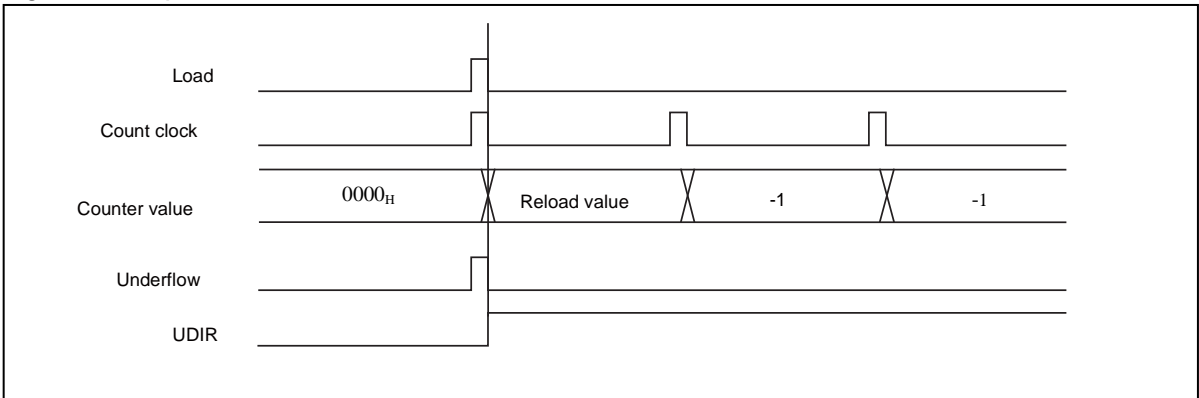 Load
Count clock
Counter value 0000H Reload value -1 -1
Underflow
UDIR